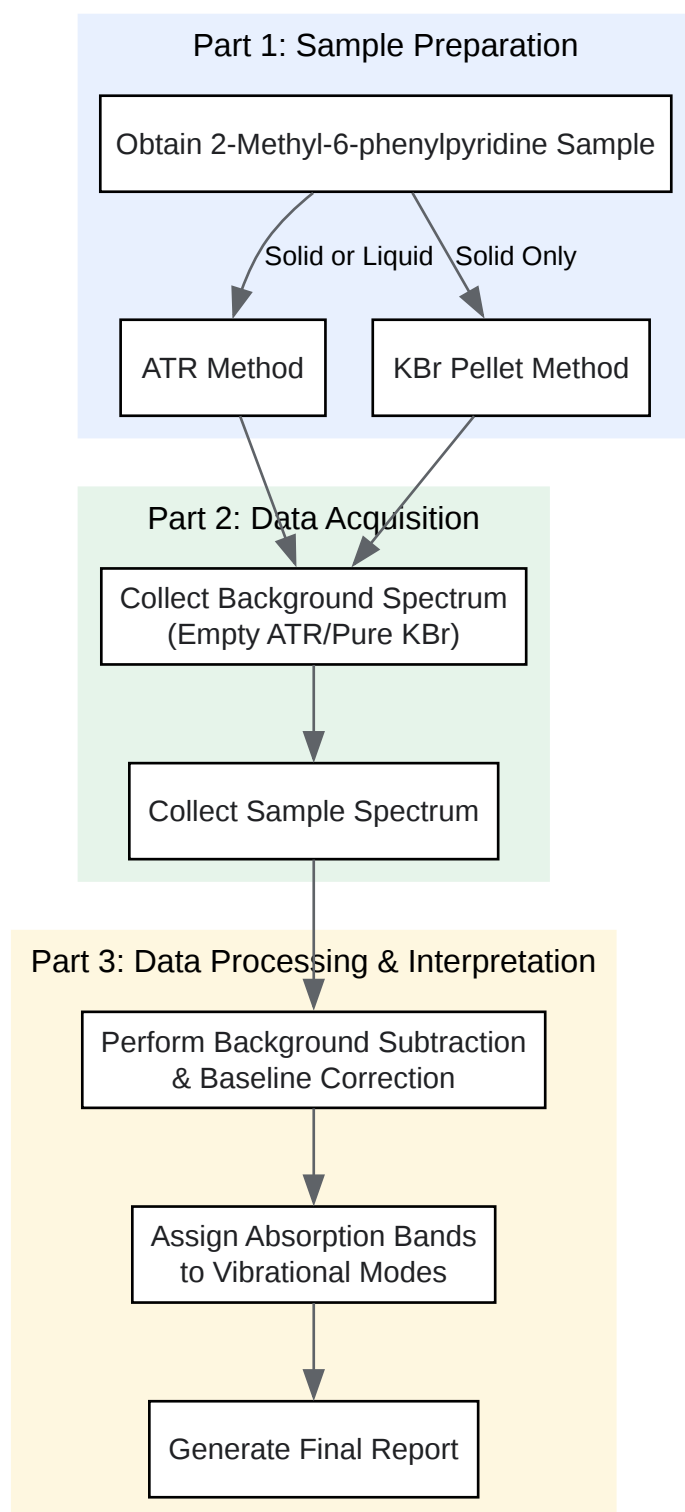 Part 1: Sample Preparation
Obtain 2-Methyl-6-phenylpyridine Sample
Solid or Liquid
Solid Only
ATR Method
KBr Pellet Method
Part 2: Data Acquisition
Collect Background Spectrum
(Empty ATR/Pure KBr)
Collect Sample Spectrum
Part 3: Data Processing & Interpretation
Perform Background Subtraction
& Baseline Correction
Assign Absorption Bands
to Vibrational Modes
Generate Final Report